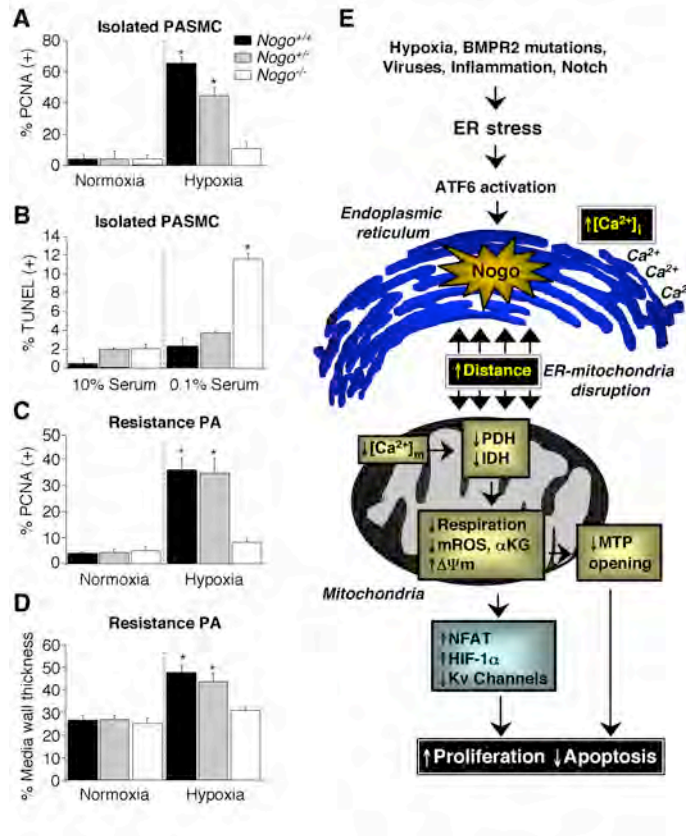 A
Isolated PASMC
Nogo+/+
Nogo+/-
Nogo-/-
% PCNA (+)
80
60
40
20
0
* *
Normoxia Hypoxia
B
Isolated PASMC
% TUNEL (+)
14
12
10
8
6
4
2
0
*
10% Serum 0.1% Serum
C
Resistance PA
% PCNA (+)
50
40
30
20
10
0
* *
Normoxia Hypoxia
D
Resistance PA
% Media wall thickness
60
50
40
30
20
10
0
* *
Normoxia Hypoxia
E
Hypoxia, BMPR2 mutations,
Viruses, Inflammation, Notch
ER stress
ATF6 activation
Endoplasmic
reticulum
↑[Ca²⁺]i
Ca²⁺
Ca²⁺
Ca²
Nogo
↑Distance
ER-mitochondria
disruption
↓[Ca²⁺]m
↓PDH
↓IDH
↓Respiration
↓mROS, αKG
↑ΔΨm
↓MTP
opening
Mitochondria
↑NFAT
↑HIF-1α
↓Kv Channels
↑Proliferation ↓Apoptosis